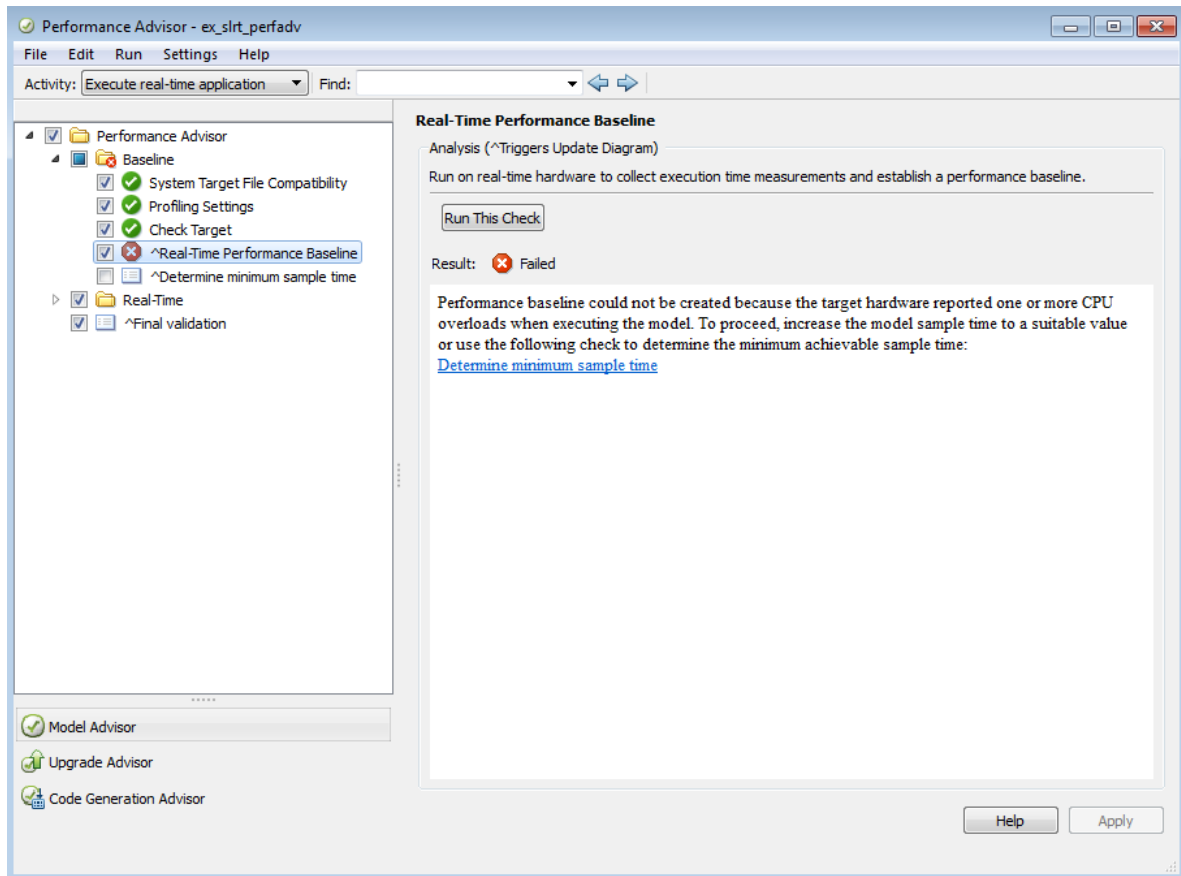 Performance Advisor - ex_slrt_perfadv
File Edit Run Settings Help
Activity: Execute real-time application Find:
Performance Advisor
Baseline
System Target File Compatibility
Profiling Settings
Check Target
^Real-Time Performance Baseline
^Determine minimum sample time
Real-Time
^Final validation
Model Advisor
Upgrade Advisor
Code Generation Advisor
Real-Time Performance Baseline
Analysis (^Triggers Update Diagram)
Run on real-time hardware to collect execution time measurements and establish a performance baseline.
Run This Check
Result: Failed
Performance baseline could not be created because the target hardware reported one or more CPU
overloads when executing the model. To proceed, increase the model sample time to a suitable value
or use the following check to determine the minimum achievable sample time:
Determine minimum sample time
Help Apply